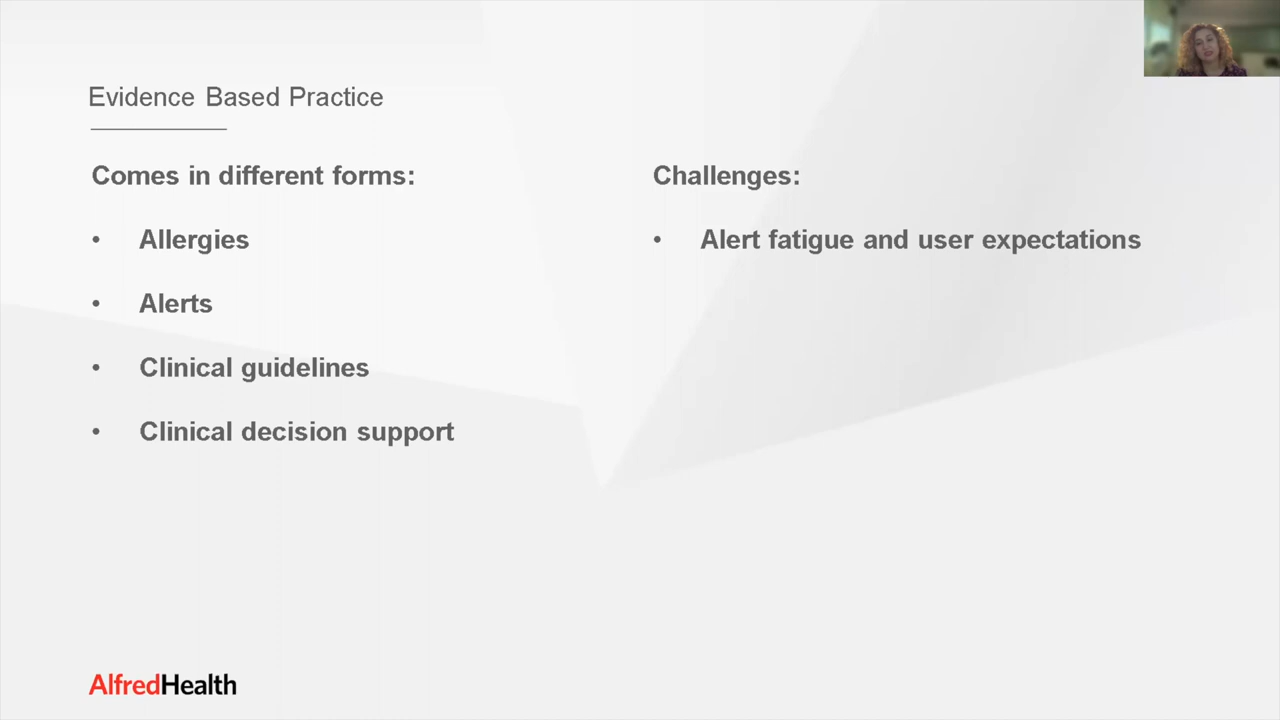 Evidence Based Practice
Comes in different forms:
• Allergies
• Alerts
• Clinical guidelines
• Clinical decision support
Challenges:
• Alert fatigue and user expectations
AlfredHealth